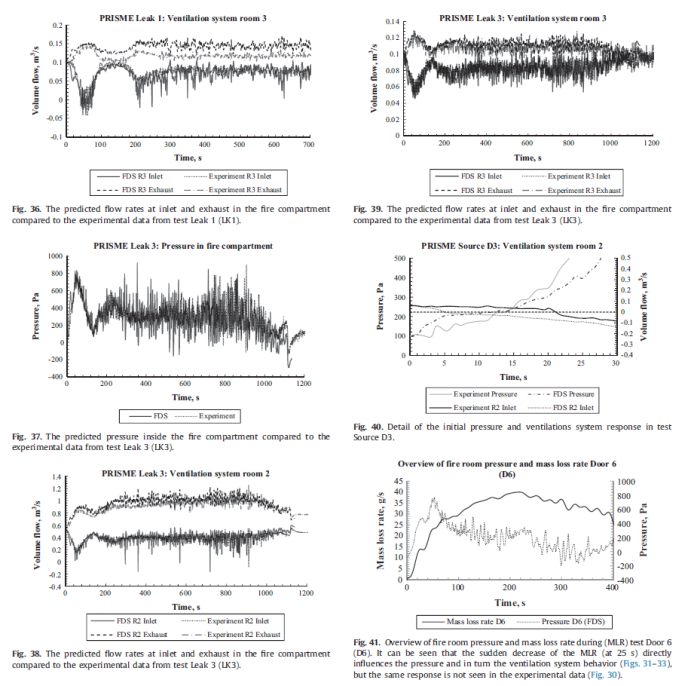 PRISME Leak 1: Ventilation system room 3
0.2
0.15
0.1
0.05
0
-0.05
-0.1
Volume flow, m³/s
0 100 200 300 400 500 600 700
Time, s
FDS R3 Inlet Experiment R3 Inlet
FDS R3 Exhaust Experiment R3 Exhaust
Fig. 36. The predicted flow rates at inlet and exhaust in the fire compartment
compared to the experimental data from test Leak 1 (LK1).
PRISME Leak 3: Pressure in fire compartment
1000
800
600
400
200
0
-200
-400
Pressure, Pa
0 200 400 600 800 1000 1200
Time, s
FDS Experiment
Fig. 37. The predicted pressure inside the fire compartment compared to the
experimental data from test Leak 3 (LK3).
PRISME Leak 3: Ventilation system room 2
1.4
1.2
1
0.8
0.6
0.4
0.2
0
-0.2
-0.4
Volume flow, m³/s
0 200 400 600 800 1000 1200
Time, s
FDS R2 Inlet Experiment R2 Inlet
FDS R2 Exhaust Experiment R2 Exhaust
Fig. 38. The predicted flow rates at inlet and exhaust in the fire compartment
compared to the experimental data from test Leak 3 (LK3).
PRISME Leak 3: Ventilation system room 3
0.14
0.12
0.1
0.08
0.06
0.04
0.02
0
Volume flow, m³/s
0 200 400 600 800 1000 1200
Time, s
FDS R3 Inlet Experiment R3 Inlet
FDS R3 Exhaust Experiment R3 Exhaust
Fig. 39. The predicted flow rates at inlet and exhaust in the fire compartment
compared to the experimental data from test Leak 3 (LK3).
PRISME Source D3: Ventilation system room 2
500
400
300
200
100
0
Pressure, Pa
0.5
0.4
0.3
0.2
0.1
0
-0.1
-0.2
-0.3
-0.4
Volume flow, m³/s
0 5 10 15 20 25 30
Time, s
Experiment Pressure FDS Pressure
Experiment R2 Inlet FDS R2 Inlet
Fig. 40. Detail of the initial pressure and ventilations system response in test
Source D3.
Overview of fire room pressure and mass loss rate Door 6
(D6)
45
40
35
30
25
20
15
10
5
0
Mass loss rate, g/s
1000
800
600
400
200
0
-200
-400
Pressure, Pa
0 100 200 300 400
Time, s
Mass loss rate D6 Pressure D6 (FDS)
Fig. 41. Overview of fire room pressure and mass loss rate during (MLR) test Door 6
(D6). It can be seen that the sudden decrease of the MLR (at 25 s) directly
influences the pressure and in turn the ventilation system behavior (Figs. 31–33),
but the same response is not seen in the experimental data (Fig. 30).